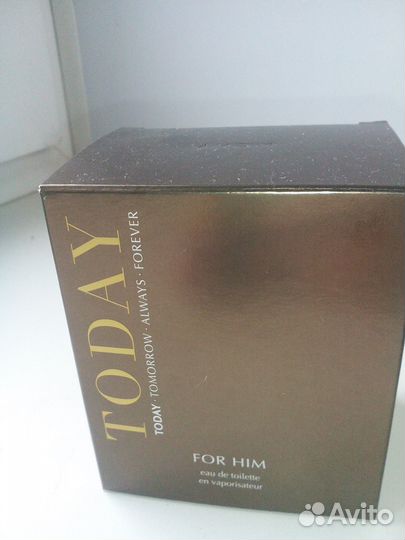 TODAY
TODAY · TOMORROW · ALWAYS · FOREVER
FOR HIM
eau de toilette
en vaporisateur
Avito